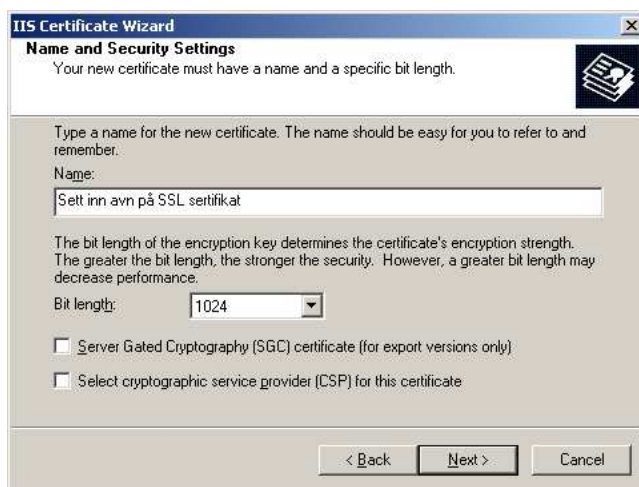 IIS Certificate Wizard
Name and Security Settings
Your new certificate must have a name and a specific bit length.
Type a name for the new certificate. The name should be easy for you to refer to and
remember.
Name:
Sett inn avn på SSL sertifikat
The bit length of the encryption key determines the certificate's encryption strength.
The greater the bit length, the stronger the security. However, a greater bit length may
decrease performance.
Bit length: 1024
Server Gated Cryptography (SGC) certificate (for export versions only)
Select cryptographic service provider (CSP) for this certificate
< Back Next > Cancel